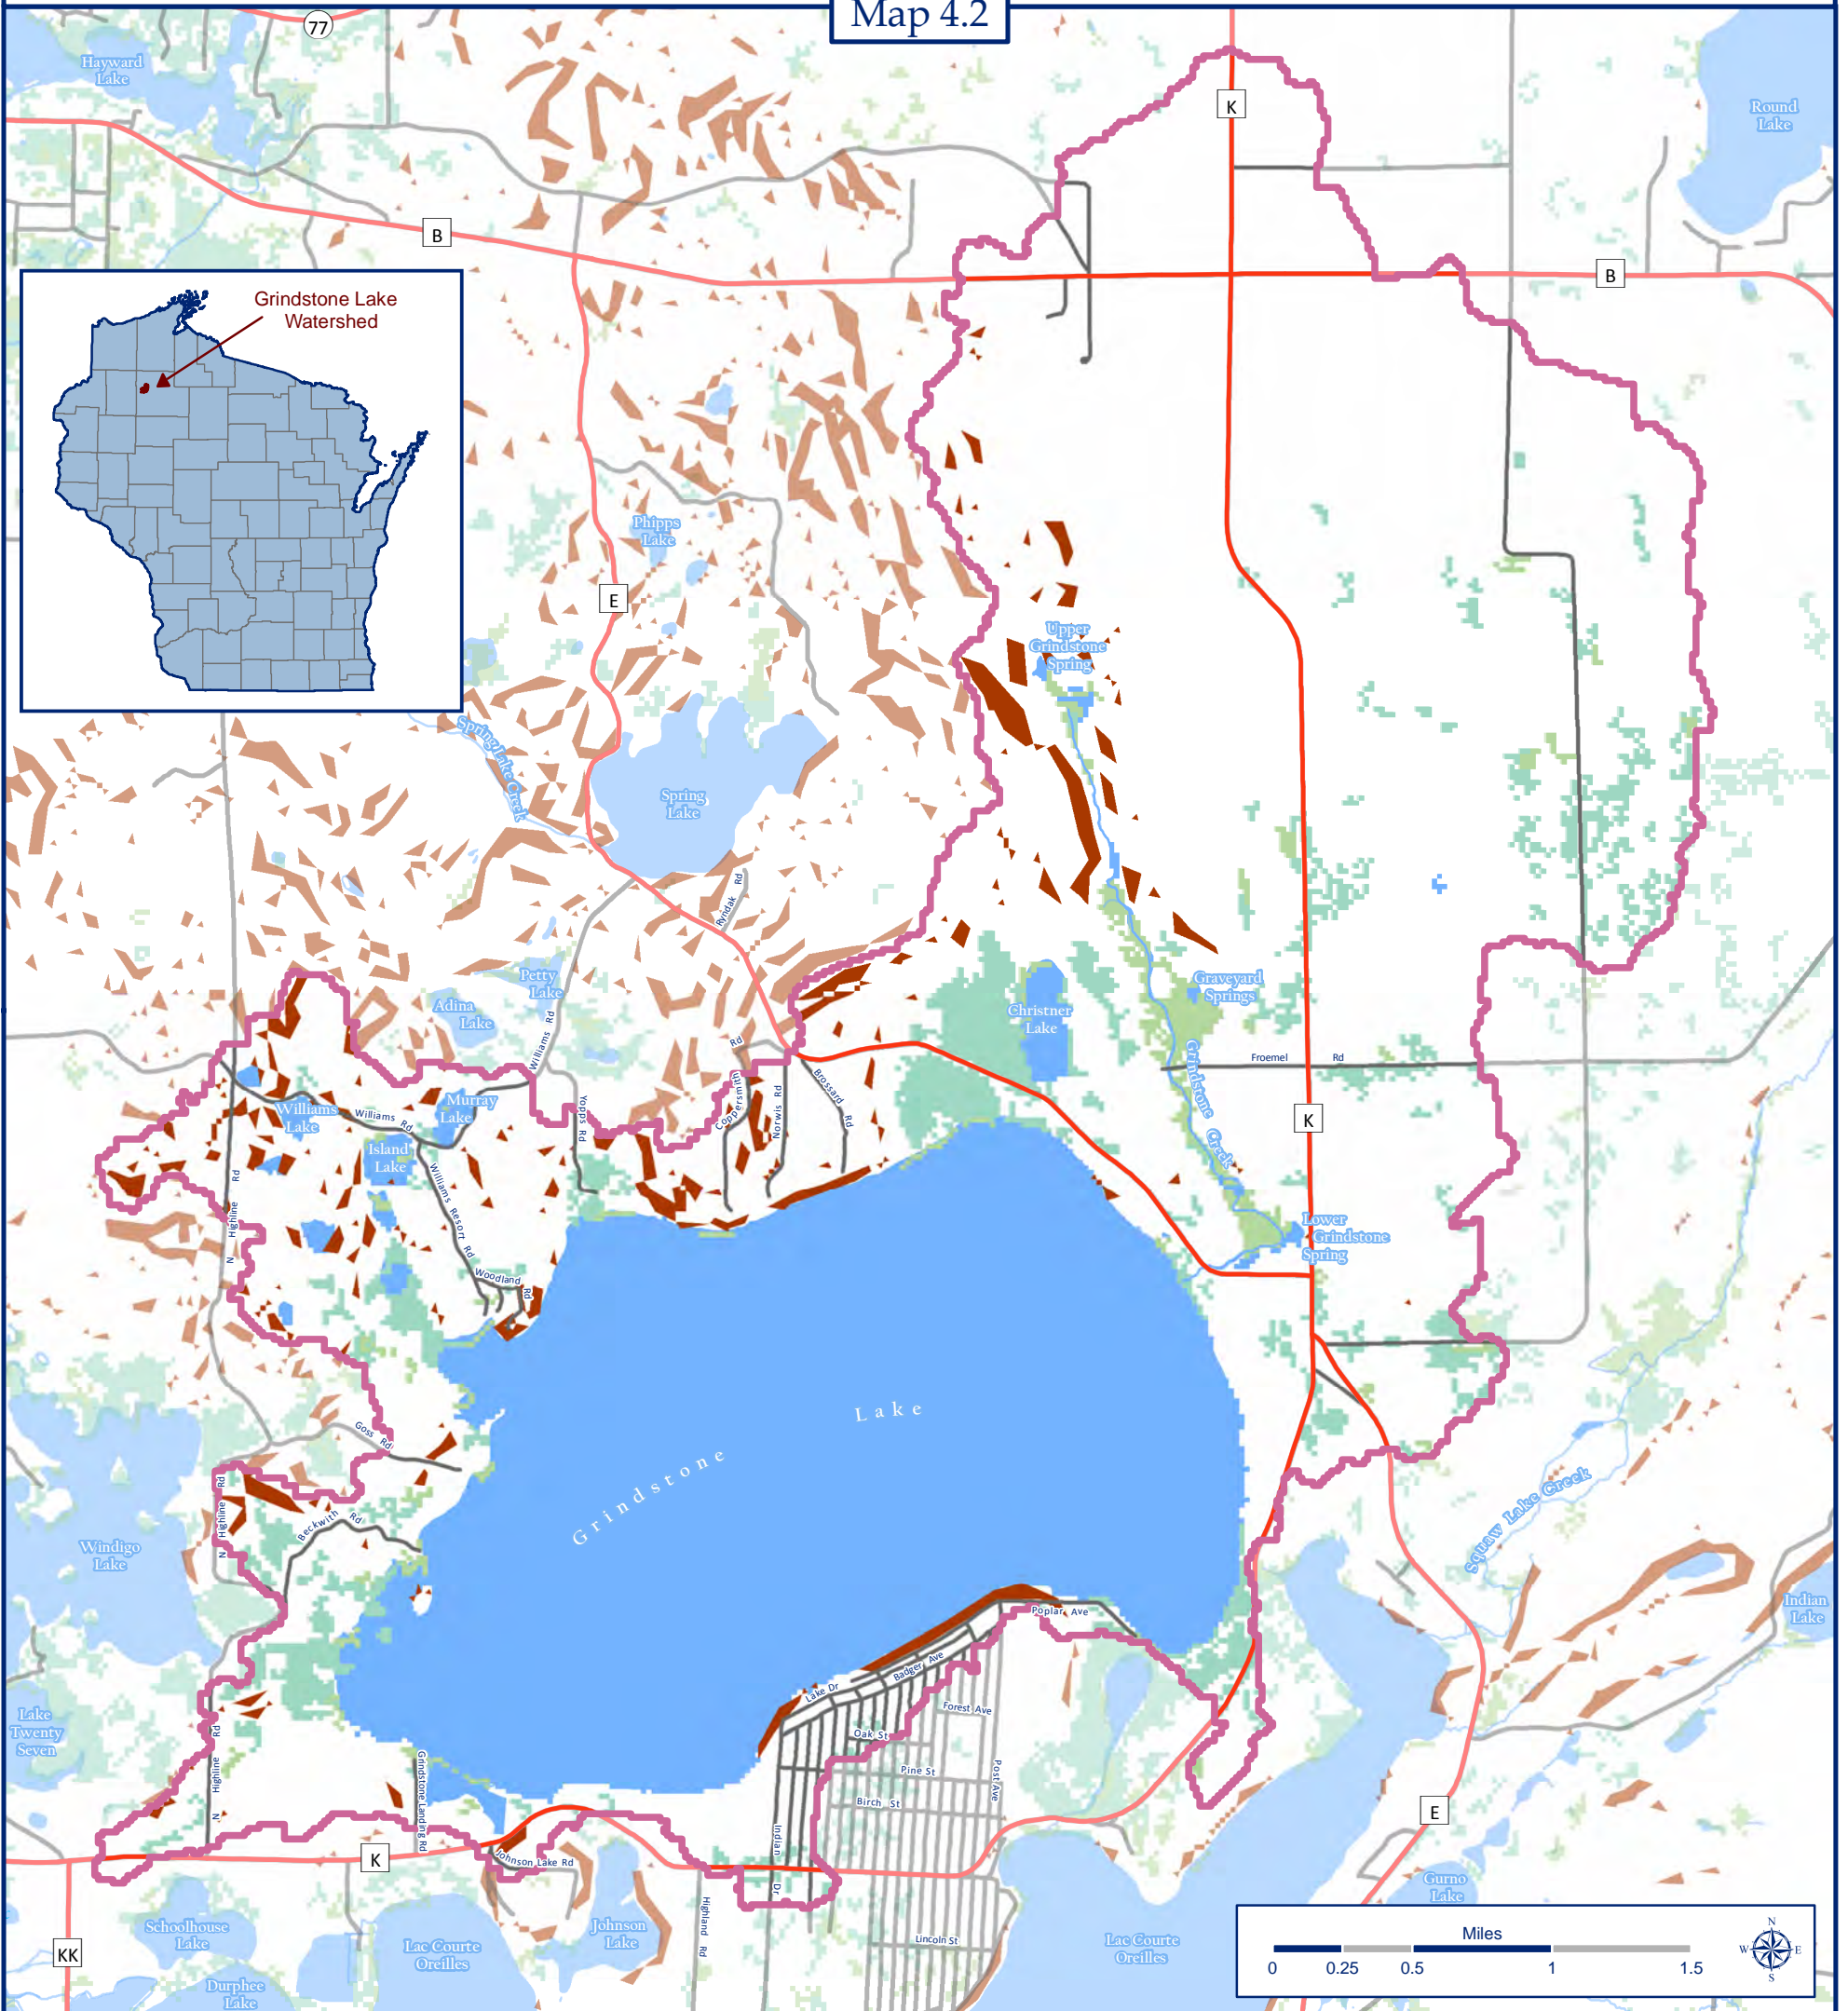 Map 4.2
77
Hayward
Lake
K
Round
Lake
B
B
Grindstone Lake
Watershed
Phipps
Lake
E
Upper
Grindstone
Spring
Spring Lake Creek
Spring
Lake
Ryndak Rd
Petty
Lake
Adina
Lake
Graveyard
Springs
Christner
Lake
Williams Rd
Rd
Coppersmith
Froemel Rd
Grindstone Creek
Brossard Rd
Norwis Rd
Yopps Rd
Murray
Lake
Williams
Lake
Williams Rd
K
Island
Lake
Williams Resort Rd
N Highline Rd
Lower
Grindstone
Spring
Woodland Rd
Grindstone Lake
Goss Rd
N Highline Rd
Beckwith Rd
Windigo
Lake
Squaw Lake Creek
Indian
Lake
Poplar Ave
Badger Ave
Lake Dr
Forest Ave
Oak St
Lake
Twenty
Seven
N Highline Rd
Grindstone Landing Rd
Pine St
Post Ave
Birch St
E
Indian Dr
K
Johnson Lake Rd
Highland Rd
Gurno
Lake
Schoolhouse
Lake
Johnson
Lake
Lac Courte
Oreilles
Lincoln St
Lac Courte
Oreilles
KK
Durphee
Lake
Miles
0 0.25 0.5 1 1.5
N
W E
S